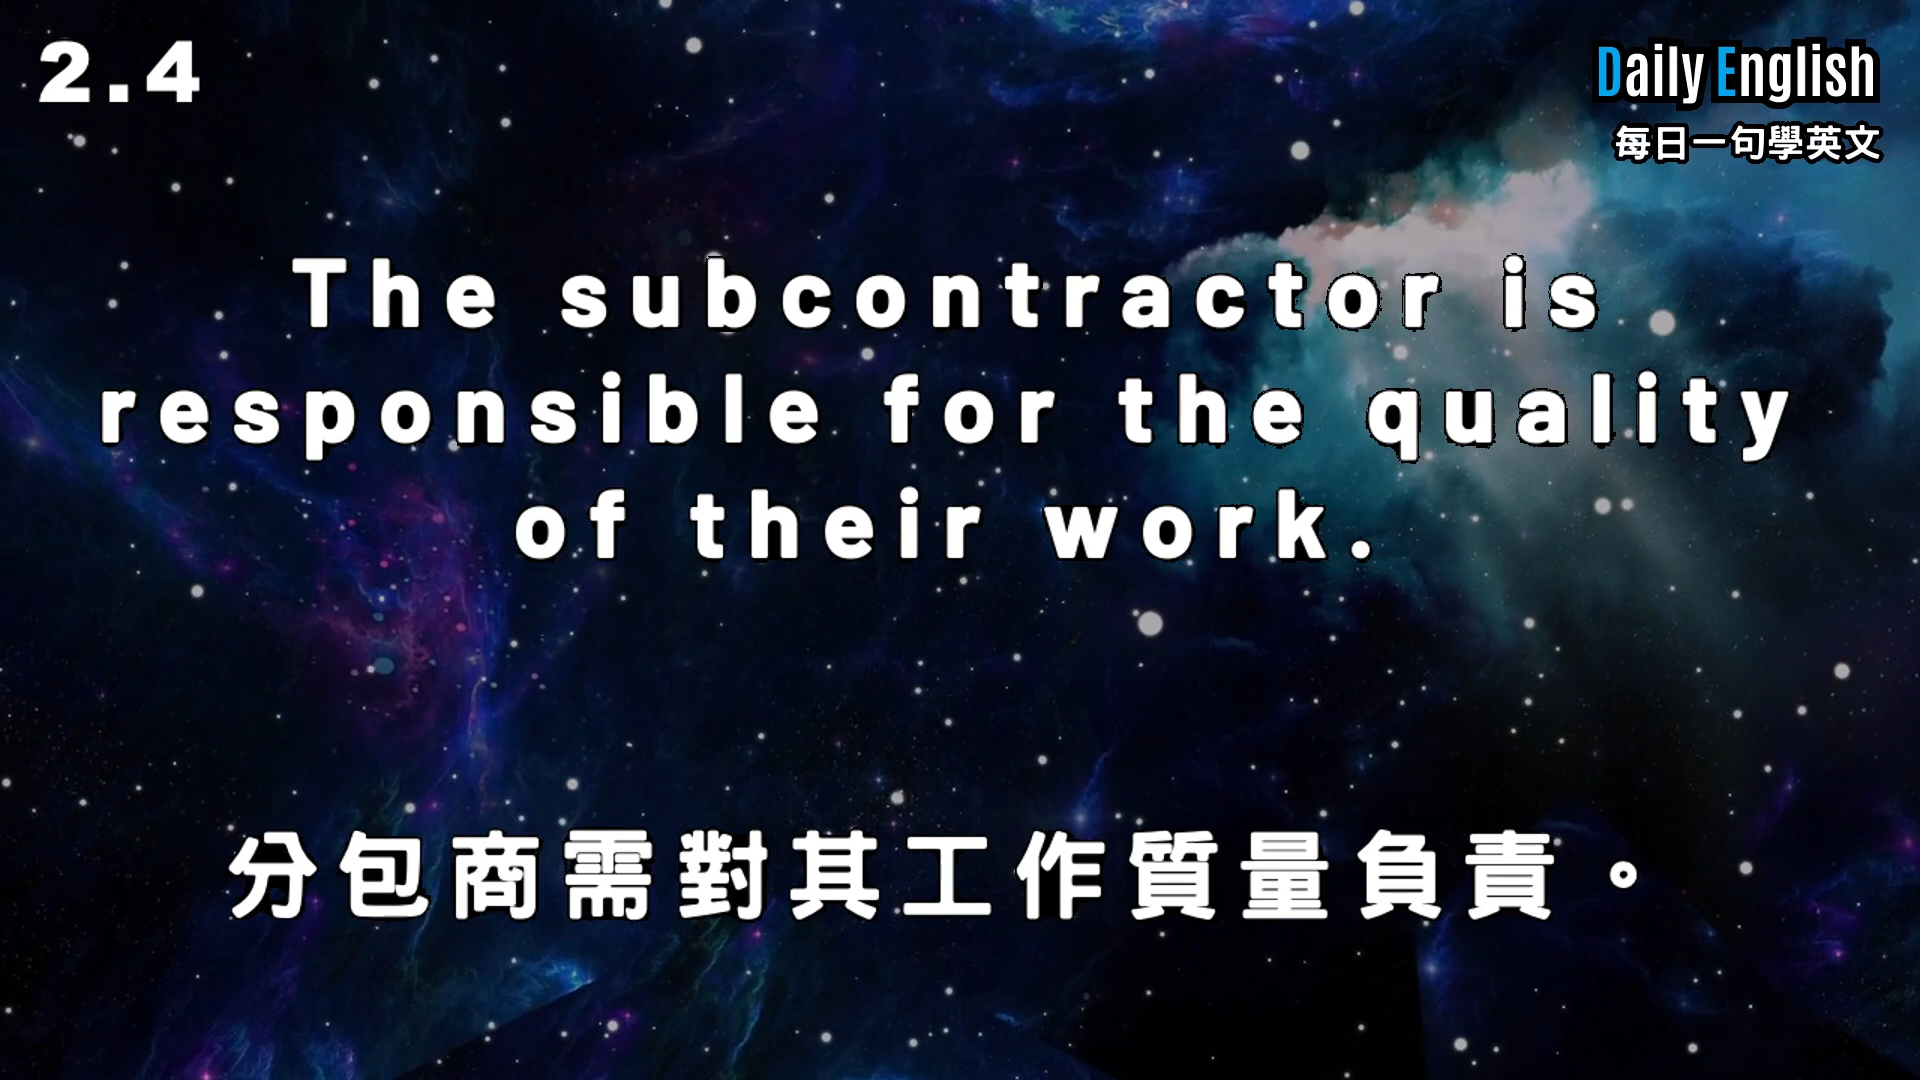 2.4
Daily English
每日一句學英文
The subcontractor is
responsible for the quality
of their work.
分包商需對其工作質量負責。